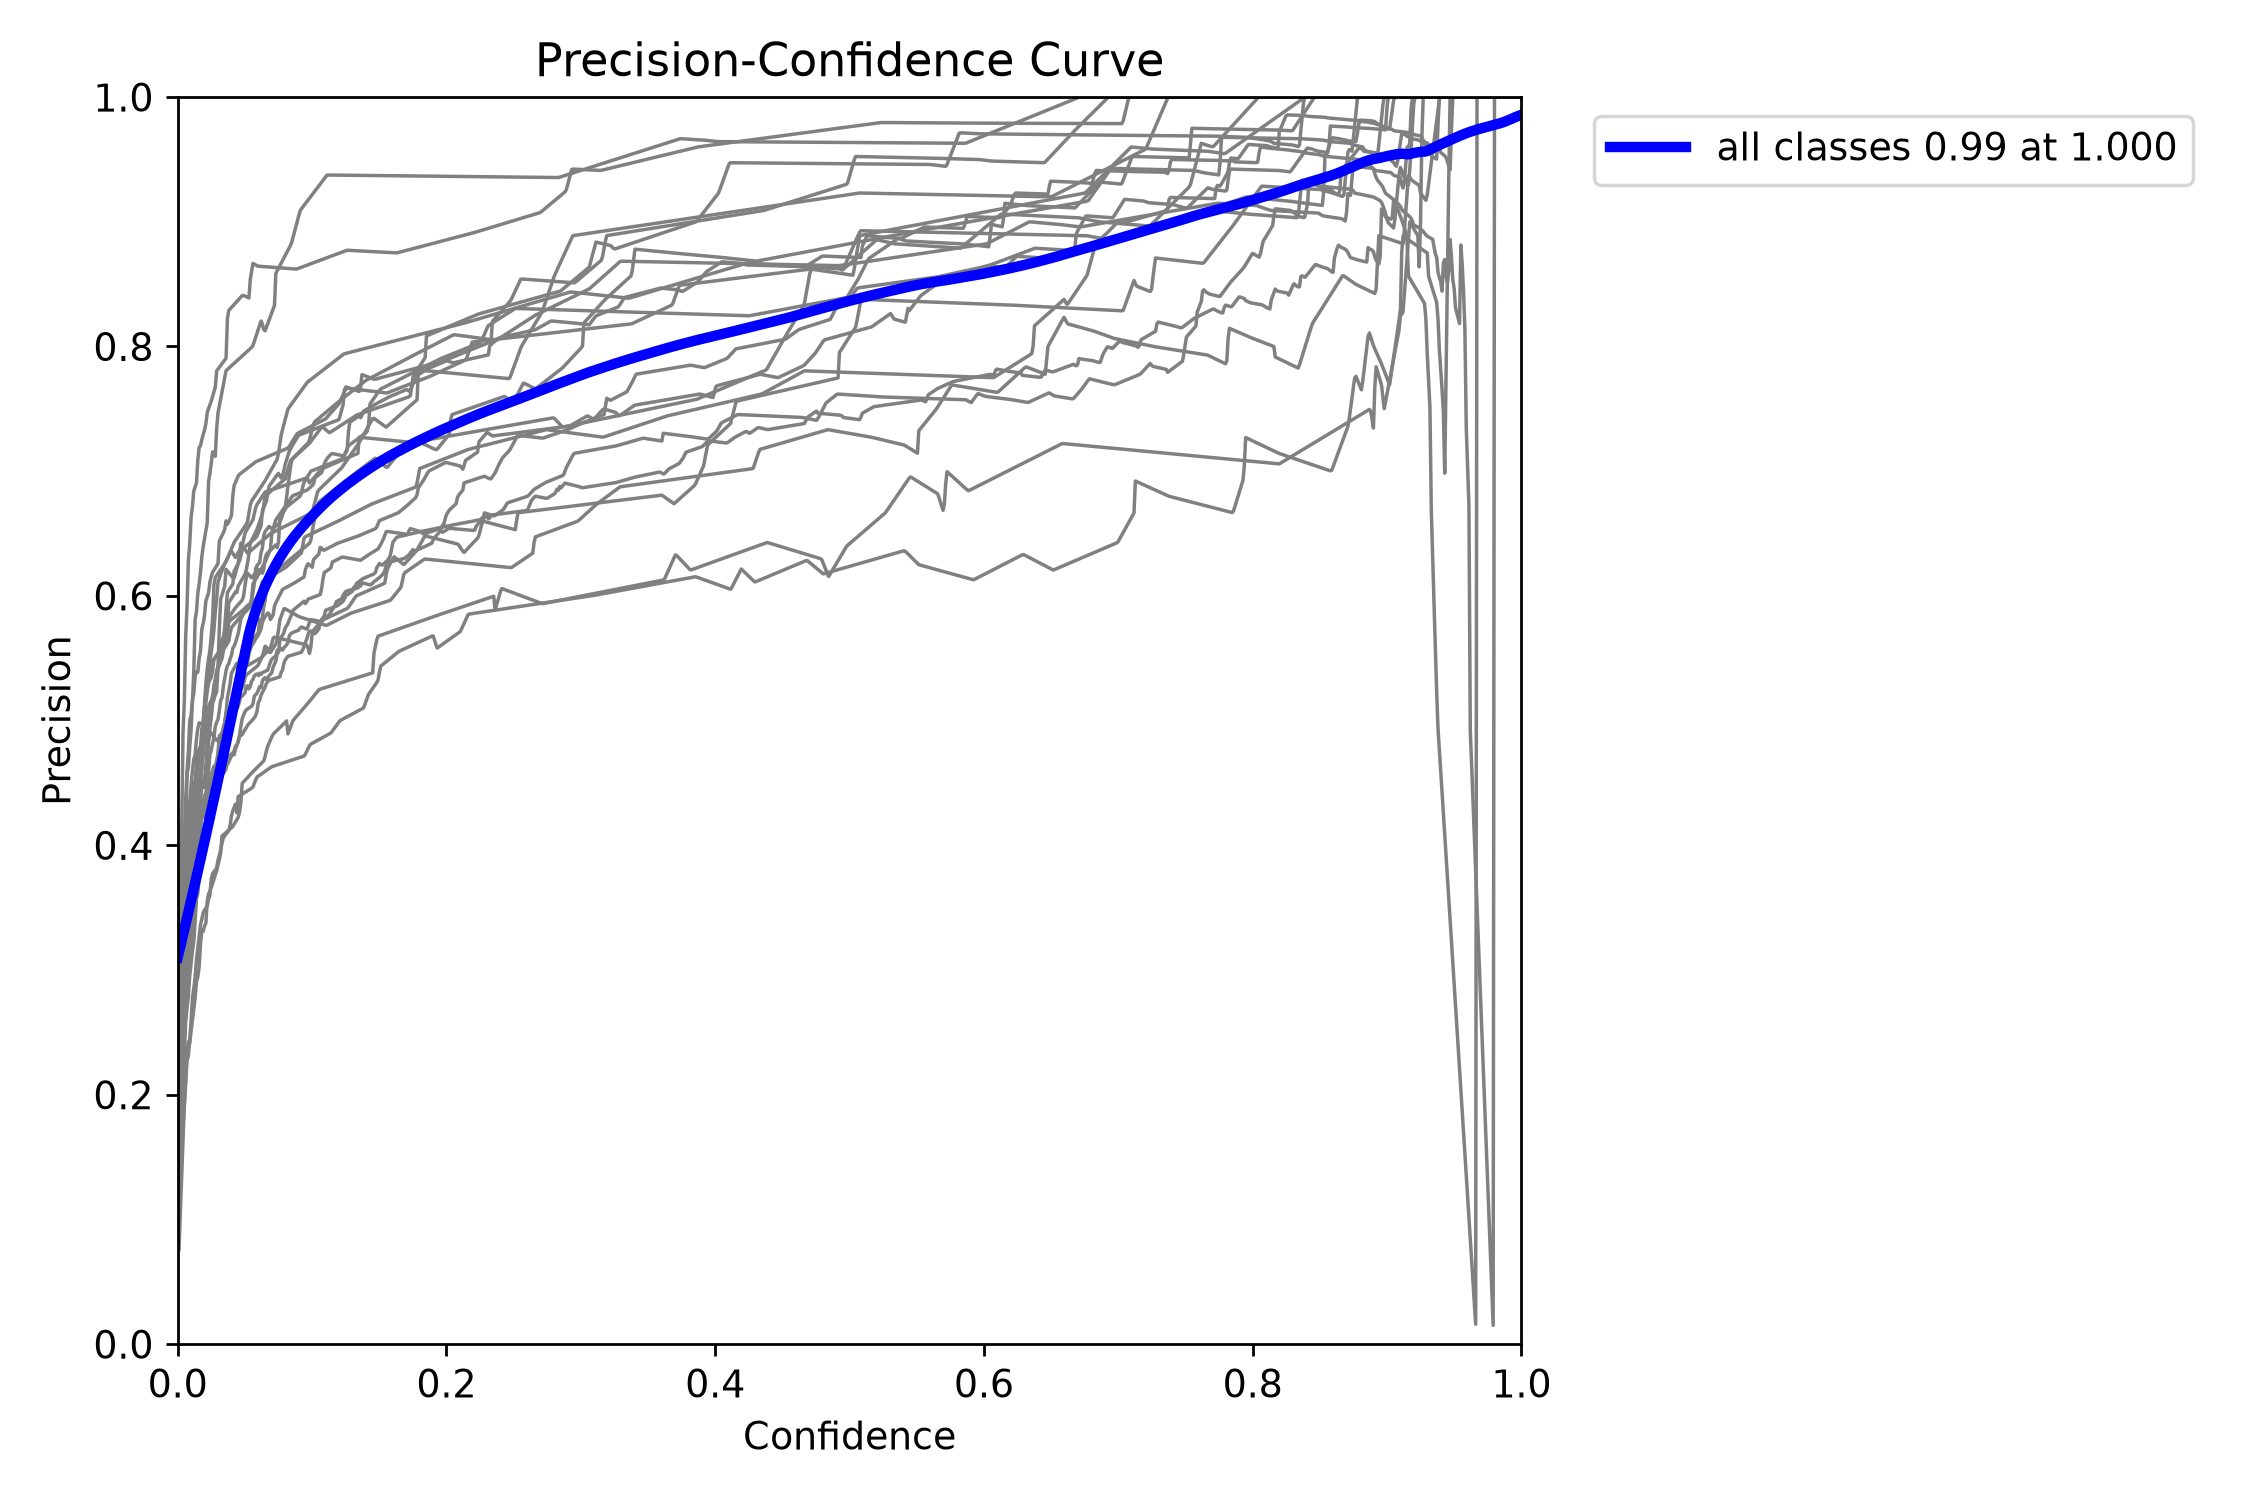 Precision-Confidence Curve
all classes 0.99 at 1.000
1.0
0.8
0.6
0.4
0.2
0.0
Precision
0.0 0.2 0.4 0.6 0.8 1.0
Confidence